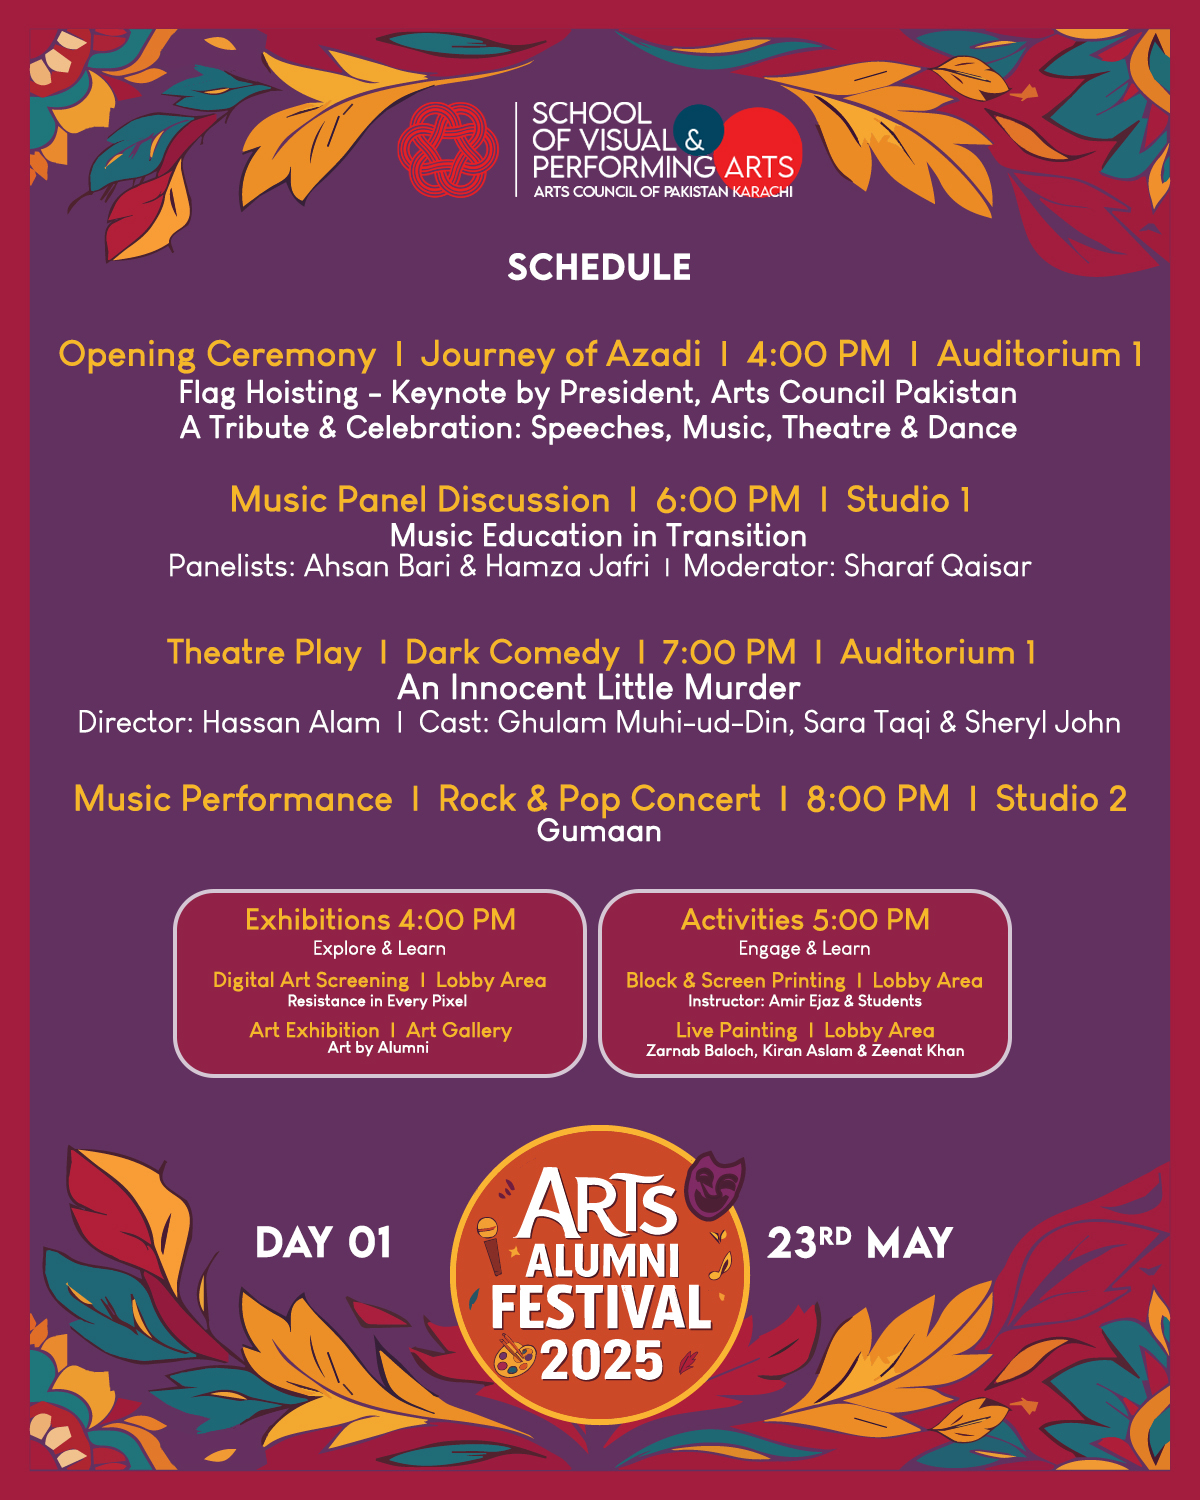 SCHOOL
OF VISUAL &
PERFORMING ARTS
ARTS COUNCIL OF PAKISTAN KARACHI
SCHEDULE
Opening Ceremony | Journey of Azadi | 4:00 PM | Auditorium 1
Flag Hoisting - Keynote by President, Arts Council Pakistan
A Tribute & Celebration: Speeches, Music, Theatre & Dance
Music Panel Discussion | 6:00 PM | Studio 1
Music Education in Transition
Panelists: Ahsan Bari & Hamza Jafri | Moderator: Sharaf Qaisar
Theatre Play | Dark Comedy | 7:00 PM | Auditorium 1
An Innocent Little Murder
Director: Hassan Alam | Cast: Ghulam Muhi-ud-Din, Sara Taqi & Sheryl John
Music Performance | Rock & Pop Concert | 8:00 PM | Studio 2
Gumaan
Exhibitions 4:00 PM
Explore & Learn
Digital Art Screening | Lobby Area
Resistance in Every Pixel
Art Exhibition | Art Gallery
Art by Alumni
Activities 5:00 PM
Engage & Learn
Block & Screen Printing | Lobby Area
Instructor: Amir Ejaz & Students
Live Painting | Lobby Area
Zarnab Baloch, Kiran Aslam & Zeenat Khan
DAY 01
ARTS
ALUMNI
FESTIVAL
2025
23RD MAY